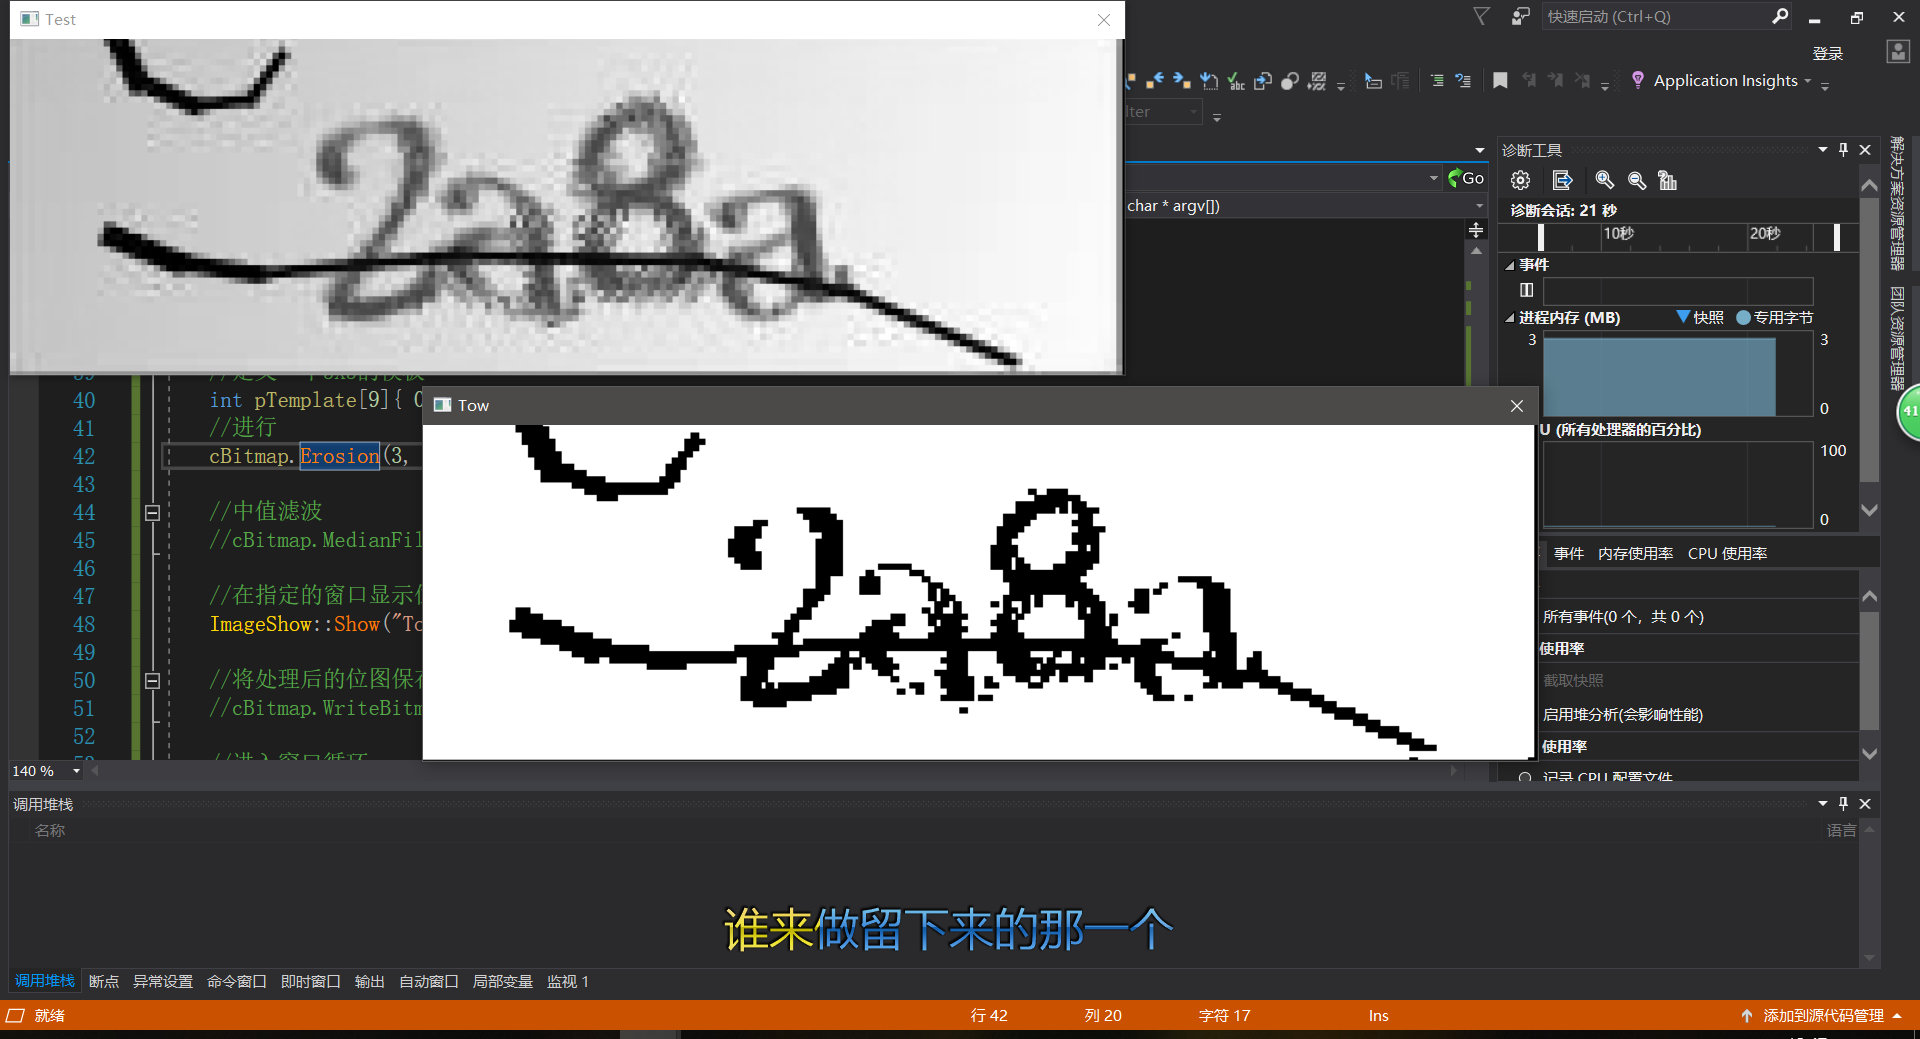 Test
快速启动 (Ctrl+Q)
登录
Application Insights
lter
Go
char * argv[])
2a8a
诊断工具
诊断会话: 21 秒
10秒
20秒
事件
进程内存 (MB)
快照
专用字节
3
3
0
0
U (所有处理器的百分比)
100
0
事件
内存使用率
CPU 使用率
所有事件(0 个，共 0 个)
使用率
截取快照
启用堆分析(会影响性能)
使用率
记录 CPU 配置文件
解决方案资源管理器
团队资源管理器
41
40 int pTemplate[9]{ 0
41 //进行
42 cBitmap.Erosion(3,
43
44 //中值滤波
45 //cBitmap.MedianFil
46
47 //在指定的窗口显示位
48 ImageShow::Show("To
49
50 //将处理后的位图保存
51 //cBitmap.WriteBitm
52
Tow
2a8a
140 %
调用堆栈
名称
语言
谁来做留下来的那一个
调用堆栈 断点 异常设置 命令窗口 即时窗口 输出 自动窗口 局部变量 监视 1
就绪
行 42
列 20
字符 17
Ins
添加到源代码管理